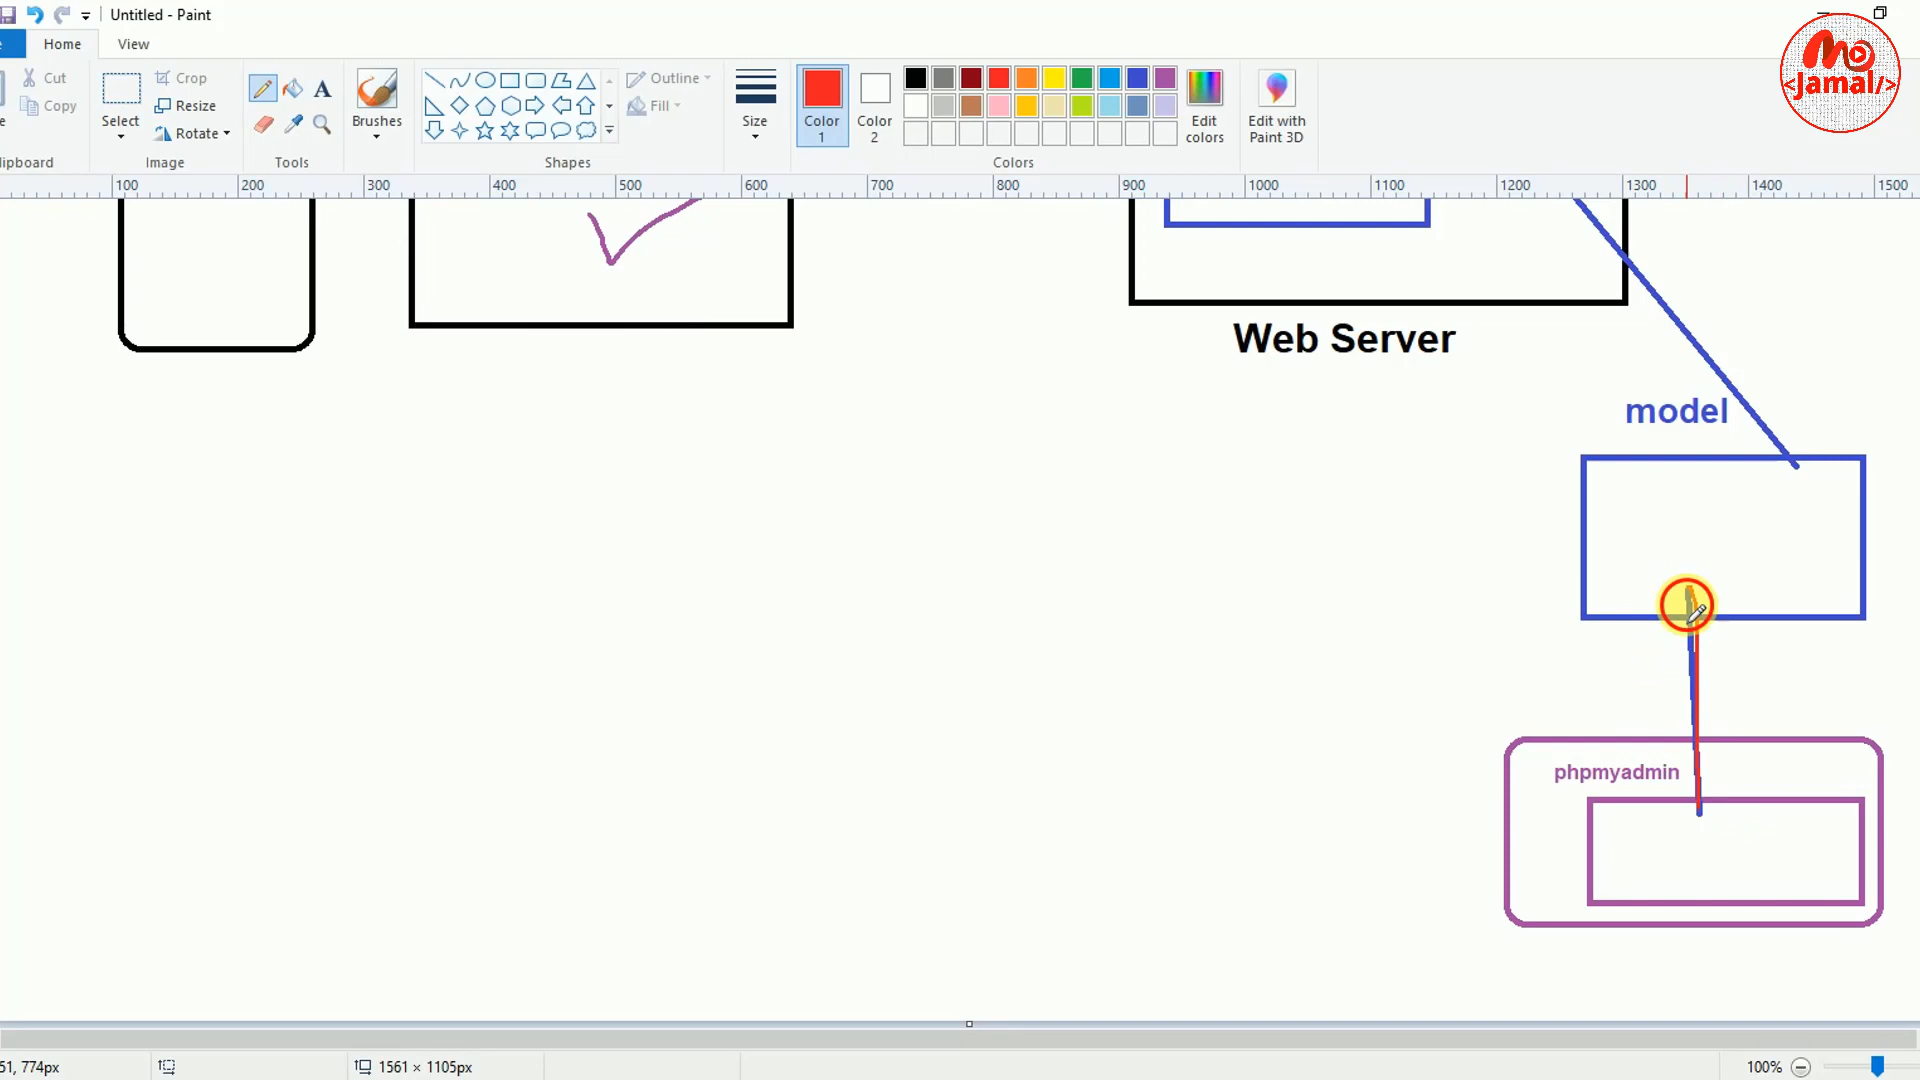 Untitled - Paint
Home
View
Cut
Copy
lipboard
Select
Crop
Resize
Rotate
Image
A
Tools
Brushes
Shapes
Outline
Fill
Size
Color
1
Color
2
Edit
colors
Colors
Edit with
Paint 3D
Mo
<Jamal/>
100
200
300
400
500
600
700
800
900
1000
1100
1200
1300
1400
1500
Web Server
model
phpmyadmin
51, 774px
1561 × 1105px
100%